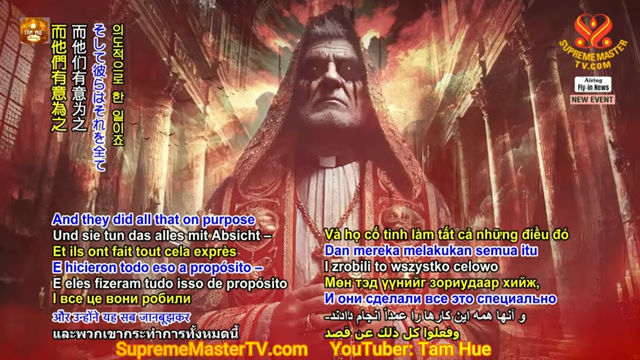 의도적으로 한 일이죠
そして彼らはそれを全て
而他们有意为之
而他們有意為之
SUPREME MASTER
TV.COM
Airing
Fly-in News
NEW EVENT
And they did all that on purpose
Und sie tun das alles mit Absicht –
Et ils ont fait tout cela exprès
E hicieron todo eso a propósito –
E eles fizeram tudo isso de propósito
І все це вони робили
और उन्होंने यह सब जानबूझकर
และพวกเขากระทำการทั้งหมดนี้
Và họ cố tình làm tất cả những điều đó
Dan mereka melakukan semua itu
I zrobili to wszystko celowo
Мөн тэд үүнийг зориудаар хийж,
И они сделали все это специально
و آنها همه این کارها را عمداً انجام دادند-
وفعلوا كل ذلك عن قصد
SupremeMasterTV.com
YouTuber: Tam Hue